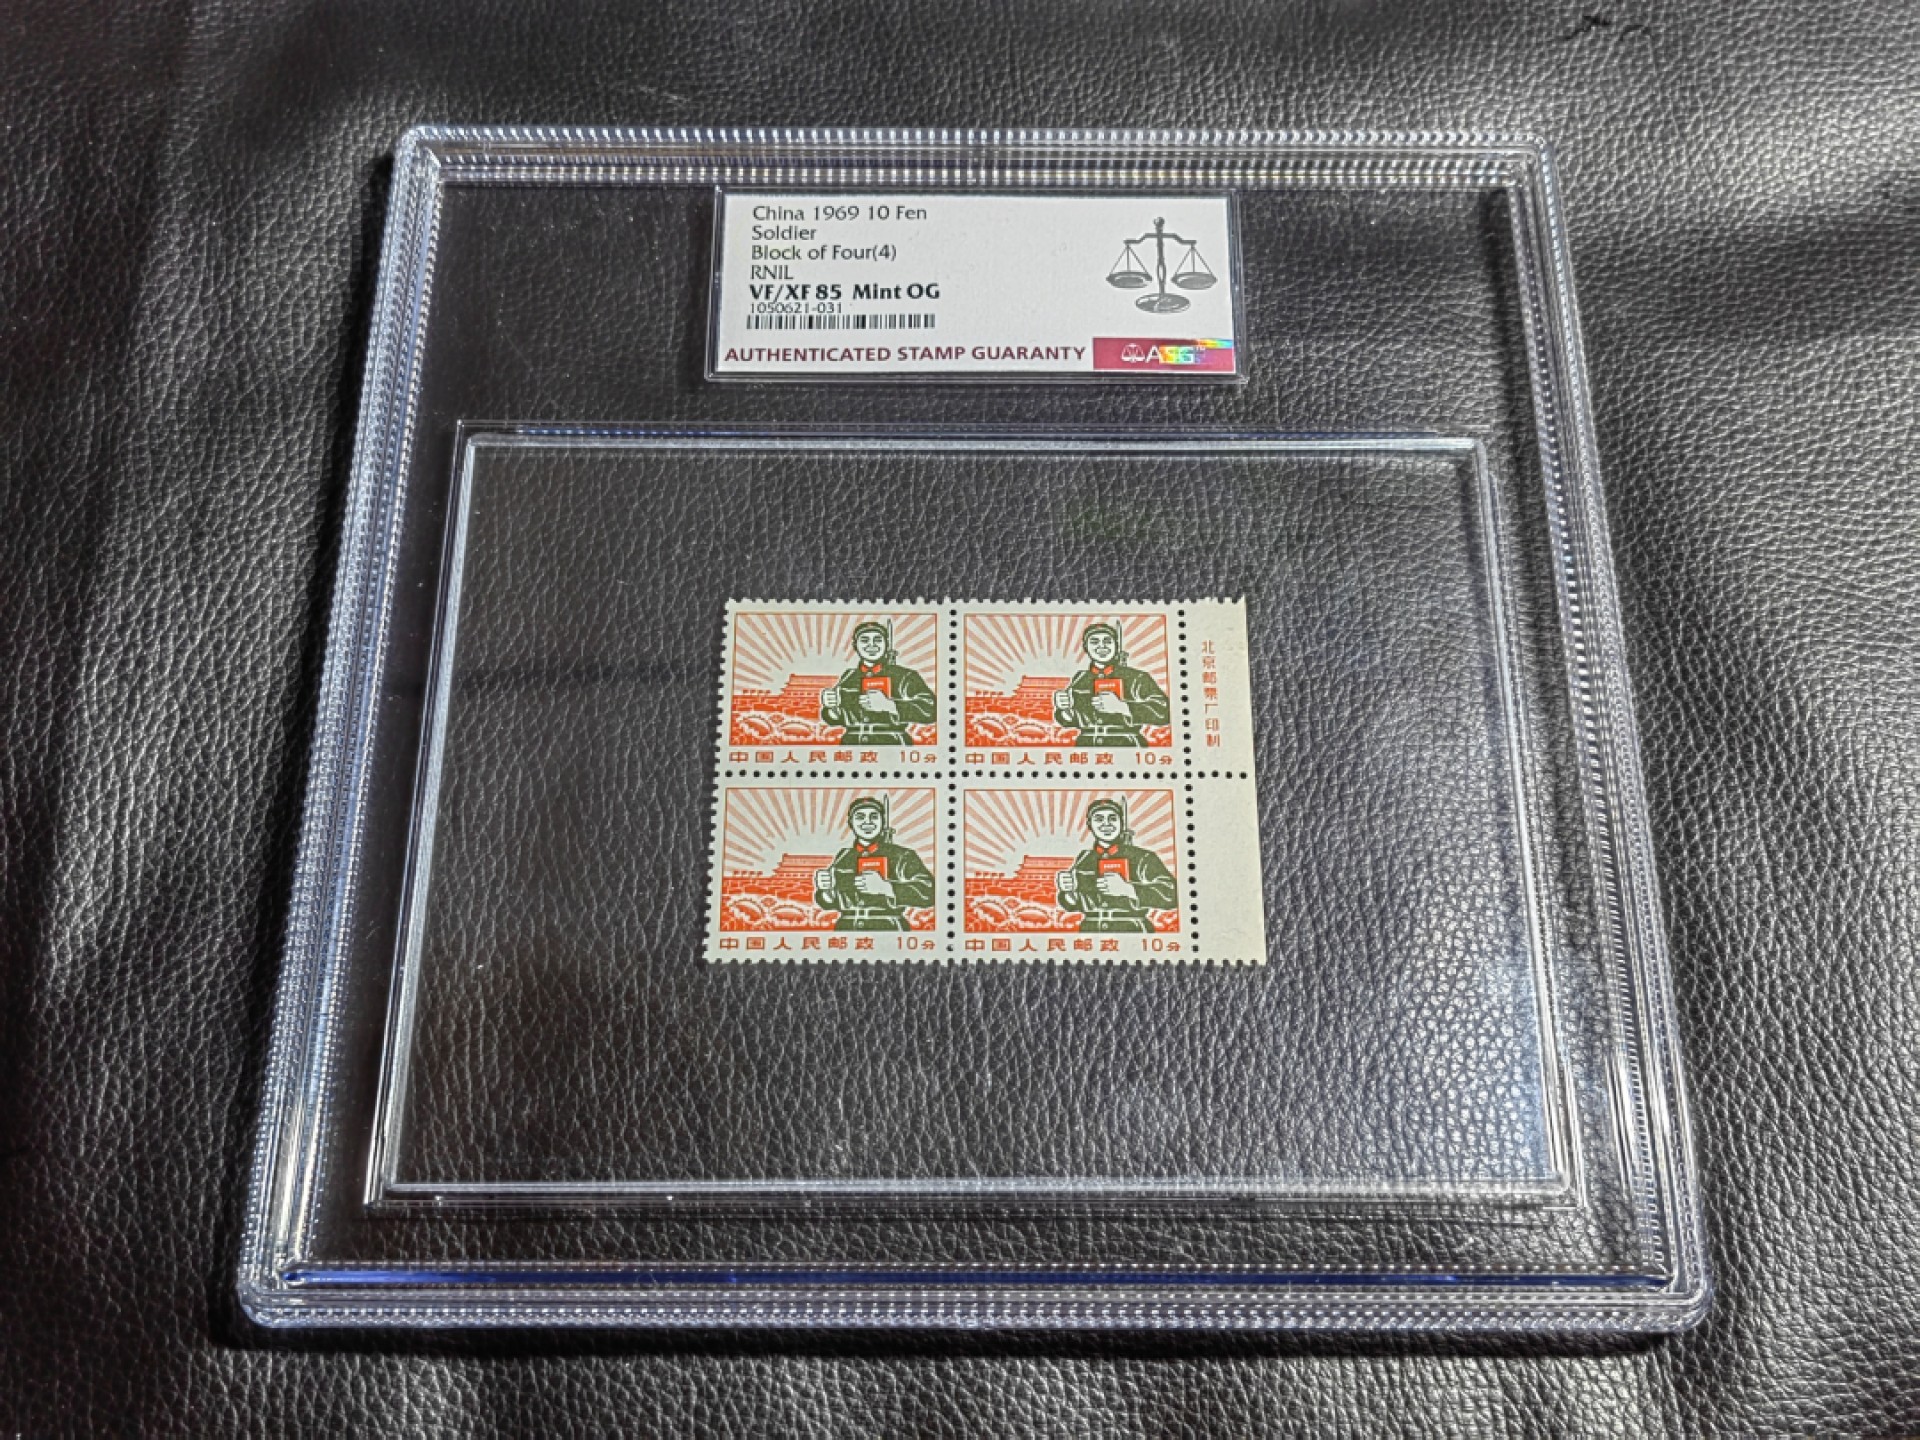 China 1969 10 Fen
Soldier
Block of Four(4)
RNIL
VF/XF 85 Mint OG
1050621-031
AUTHENTICATED STAMP GUARANTY
ASG
中国人民邮政 10分
中国人民邮政 10分
北京邮票厂印制
中国人民邮政 10分
中国人民邮政 10分